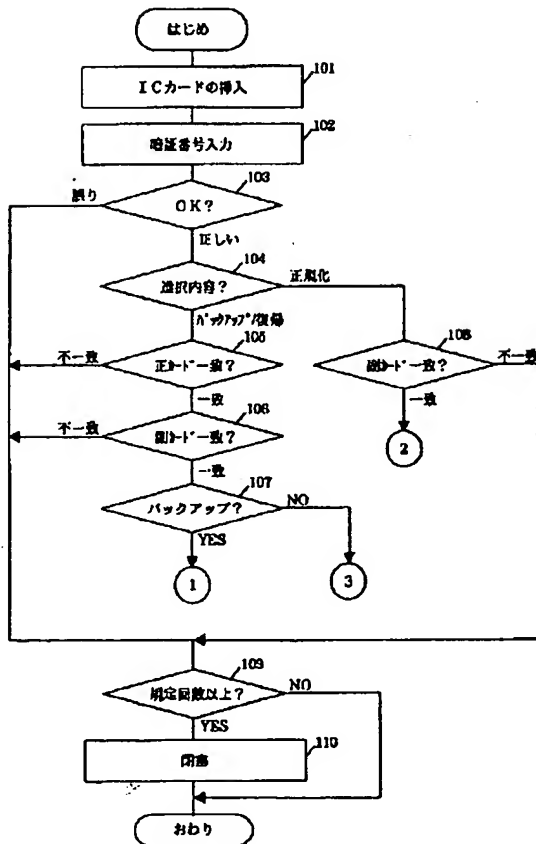 はじめ
101
ICカードの挿入
102
暗証番号入力
103
誤り
OK?
正しい
104
選択内容?
正規化
バックアップ/復帰
105
108
不一致
正カード一致?
副カード一致?
不一致
一致
一致
106
2
不一致
副カード一致?
一致
107
バックアップ?
NO
YES
1
3
109
規定回数以上?
NO
YES
110
閉塞
おわり